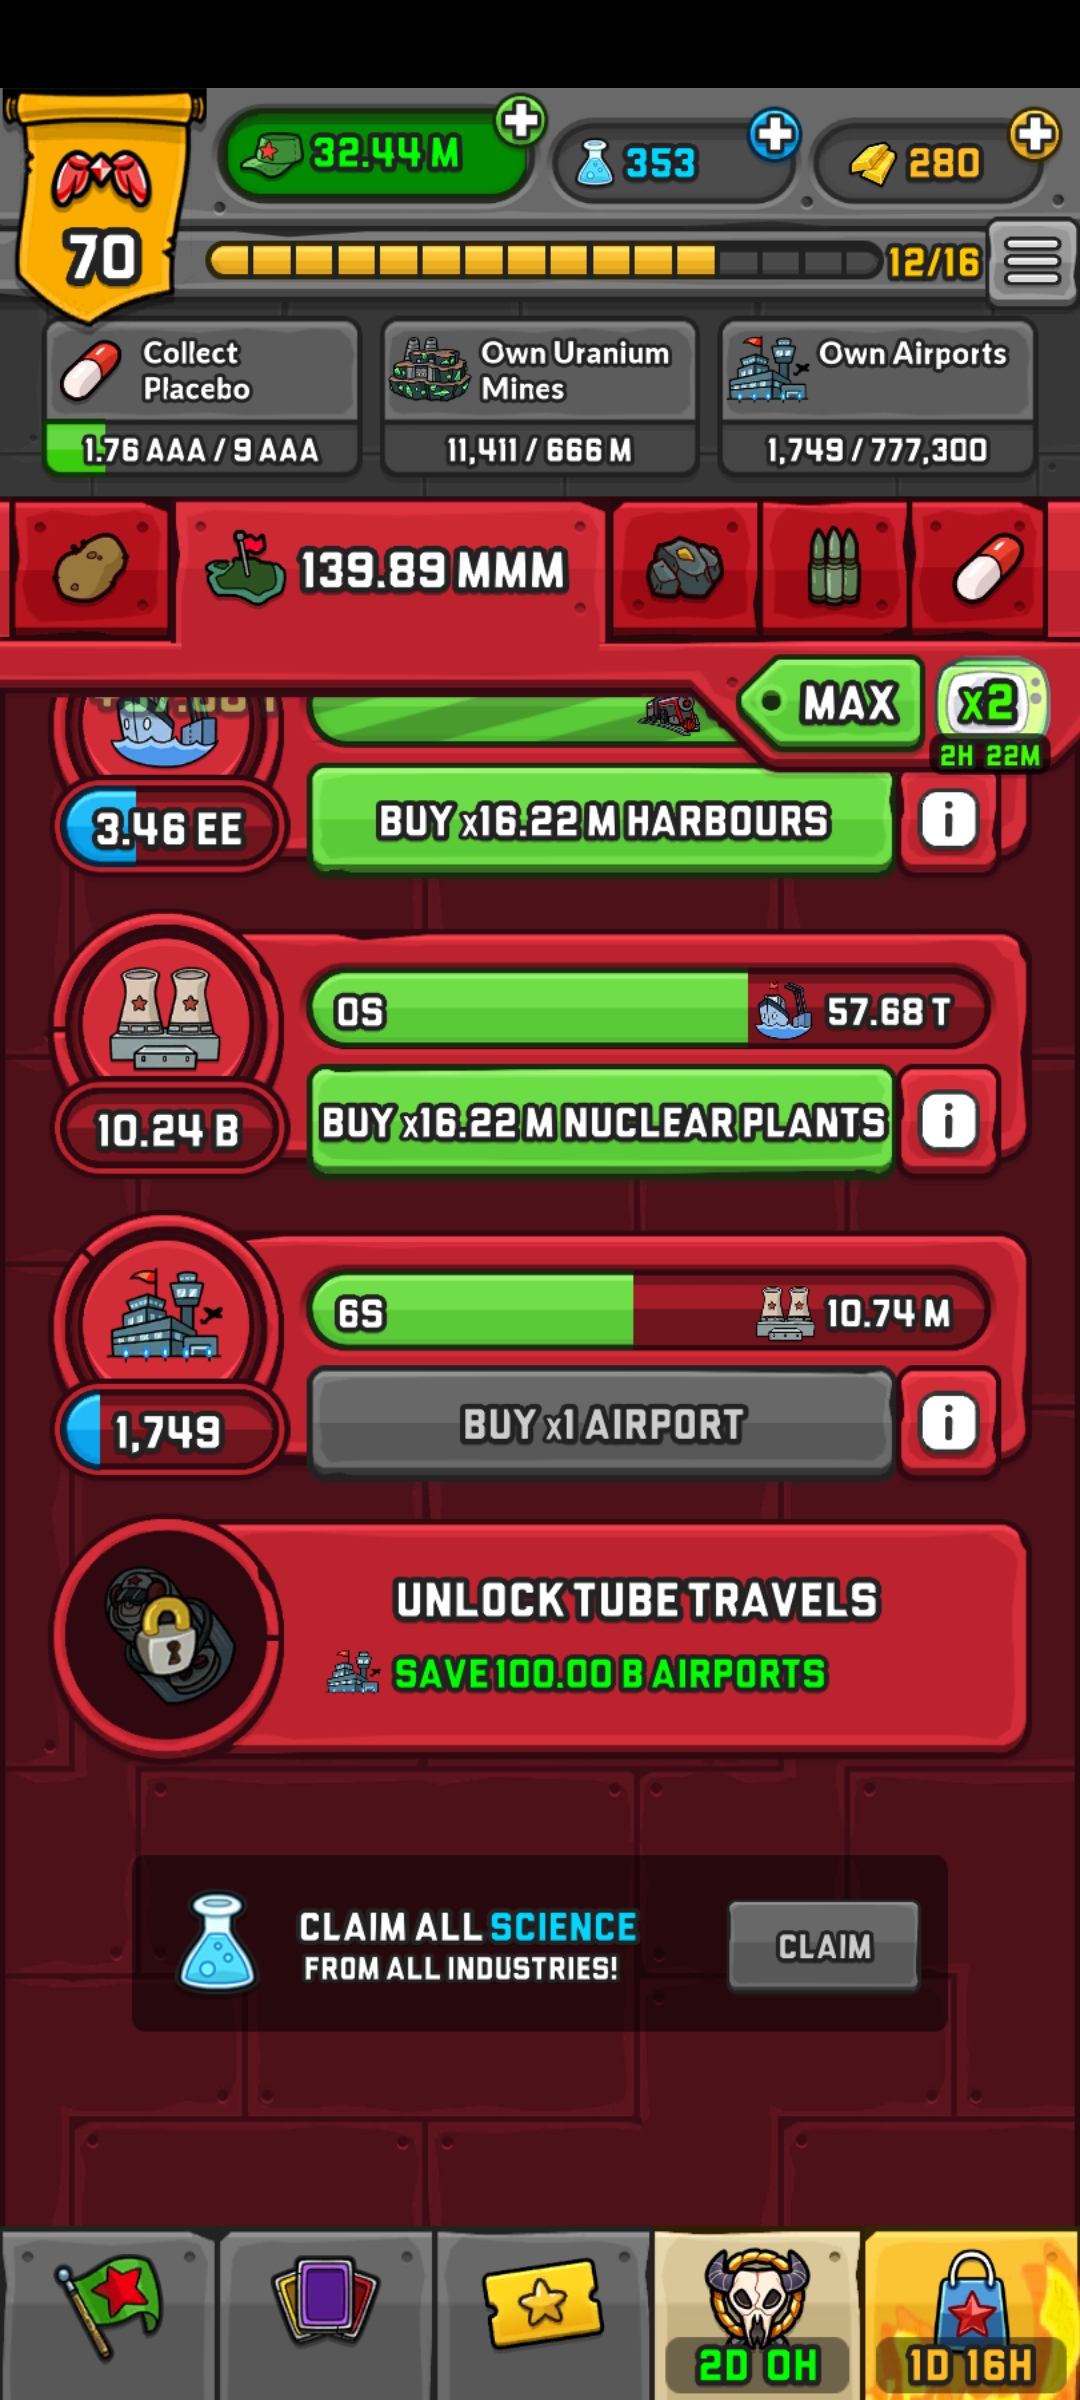 32.44 M
353
280
70
12/16
Collect
Placebo
1.76 AAA / 9 AAA
Own Uranium
Mines
11,411 / 666 M
Own Airports
1,749 / 777,300
139.89 MMM
MAX
x2
2H 22M
3.46 EE
BUY x16.22 M HARBOURS
i
0S
57.68 T
10.24 B
BUY x16.22 M NUCLEAR PLANTS
i
6S
10.74 M
1,749
BUY x1 AIRPORT
i
UNLOCK TUBE TRAVELS
SAVE 100.00 B AIRPORTS
CLAIM ALL SCIENCE
FROM ALL INDUSTRIES!
CLAIM
2D 0H
1D 16H